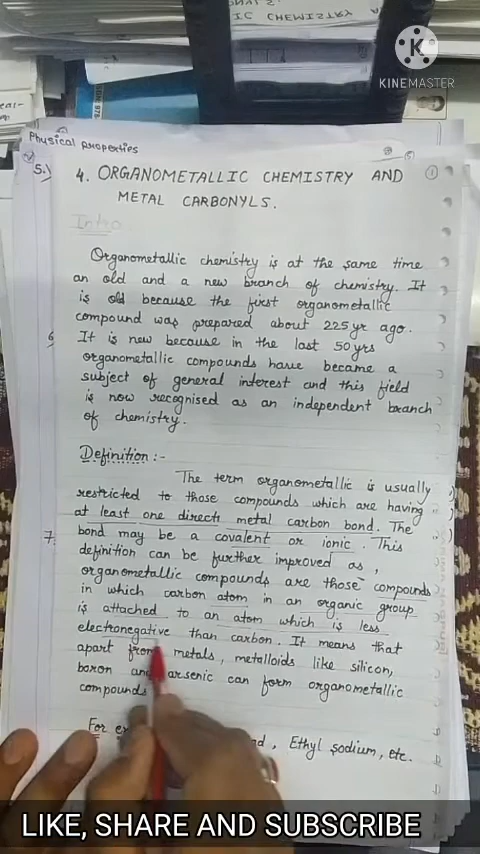 IC CHEMISTRY A
KINEMASTER
Physical properties
5.)
4. ORGANOMETALLIC CHEMISTRY AND
METAL CARBONYLS.
Intro
Organometallic chemistry is at the same time
an old and a new branch of chemistry. It
is old because the first organometallic
compound was prepared about 225yr ago.
6
It is new because in the last 50yrs
organometallic compounds have became a
subject of general interest and this field
is now recognised as an independent branch
of chemistry.
Definition :-
The term organometallic is usually
restricted to those compounds which are having
at least one directi metal carbon bond. The
7.
bond may be a covalent or ionic. This
definition can be further improved as,
organometallic compounds are those compounds
in which carbon atom in an organic group
is attached to an atom which is less
electronegative than carbon. It means that
apart from metals, metalloids like silicon,
boron and arsenic can form organometallic
compounds
For , Ethyl sodium, etc.
LIKE, SHARE AND SUBSCRIBE